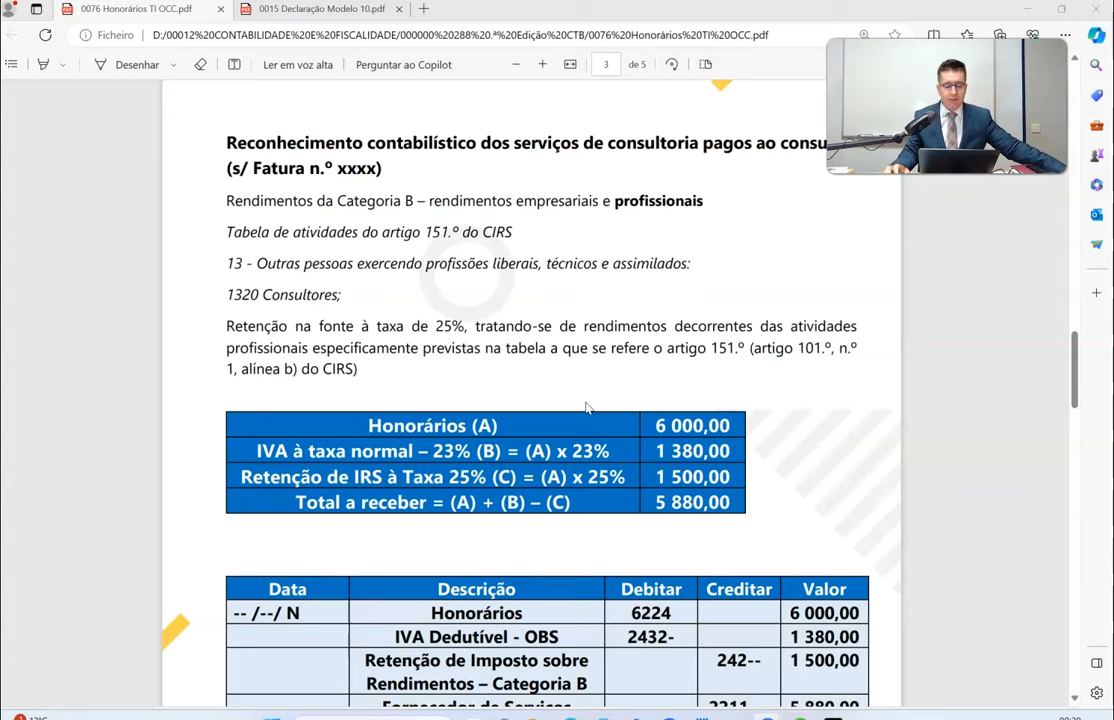 0076 Honorários TI OCC.pdf
0015 Declaração Modelo 10.pdf
Ficheiro
D:/00012%20CONTABILIDADE%20E%20FISCALIDADE/000000%20288%20.ª%20Edição%20CTB/0076%20Honorários%20TI%20OCC.pdf
Desenhar
Ler em voz alta
Perguntar ao Copilot
3 de 5
Reconhecimento contabilístico dos serviços de consultoria pagos ao
(s/ Fatura n.º xxxx)
Rendimentos da Categoria B – rendimentos empresariais e profissionais
Tabela de atividades do artigo 151.º do CIRS
13 - Outras pessoas exercendo profissões liberais, técnicos e assimilados:
1320 Consultores;
Retenção na fonte à taxa de 25%, tratando-se de rendimentos decorrentes das atividades
profissionais especificamente previstas na tabela a que se refere o artigo 151.º (artigo 101.º, n.º
1, alínea b) do CIRS)
Honorários (A) 6 000,00
IVA à taxa normal – 23% (B) = (A) x 23% 1 380,00
Retenção de IRS à Taxa 25% (C) = (A) x 25% 1 500,00
Total a receber = (A) + (B) – (C) 5 880,00
Data Descrição Debitar Creditar Valor
-- /--/ N Honorários 6224 6 000,00
IVA Dedutível - OBS 2432- 1 380,00
Retenção de Imposto sobre 242-- 1 500,00
Rendimentos – Categoria B